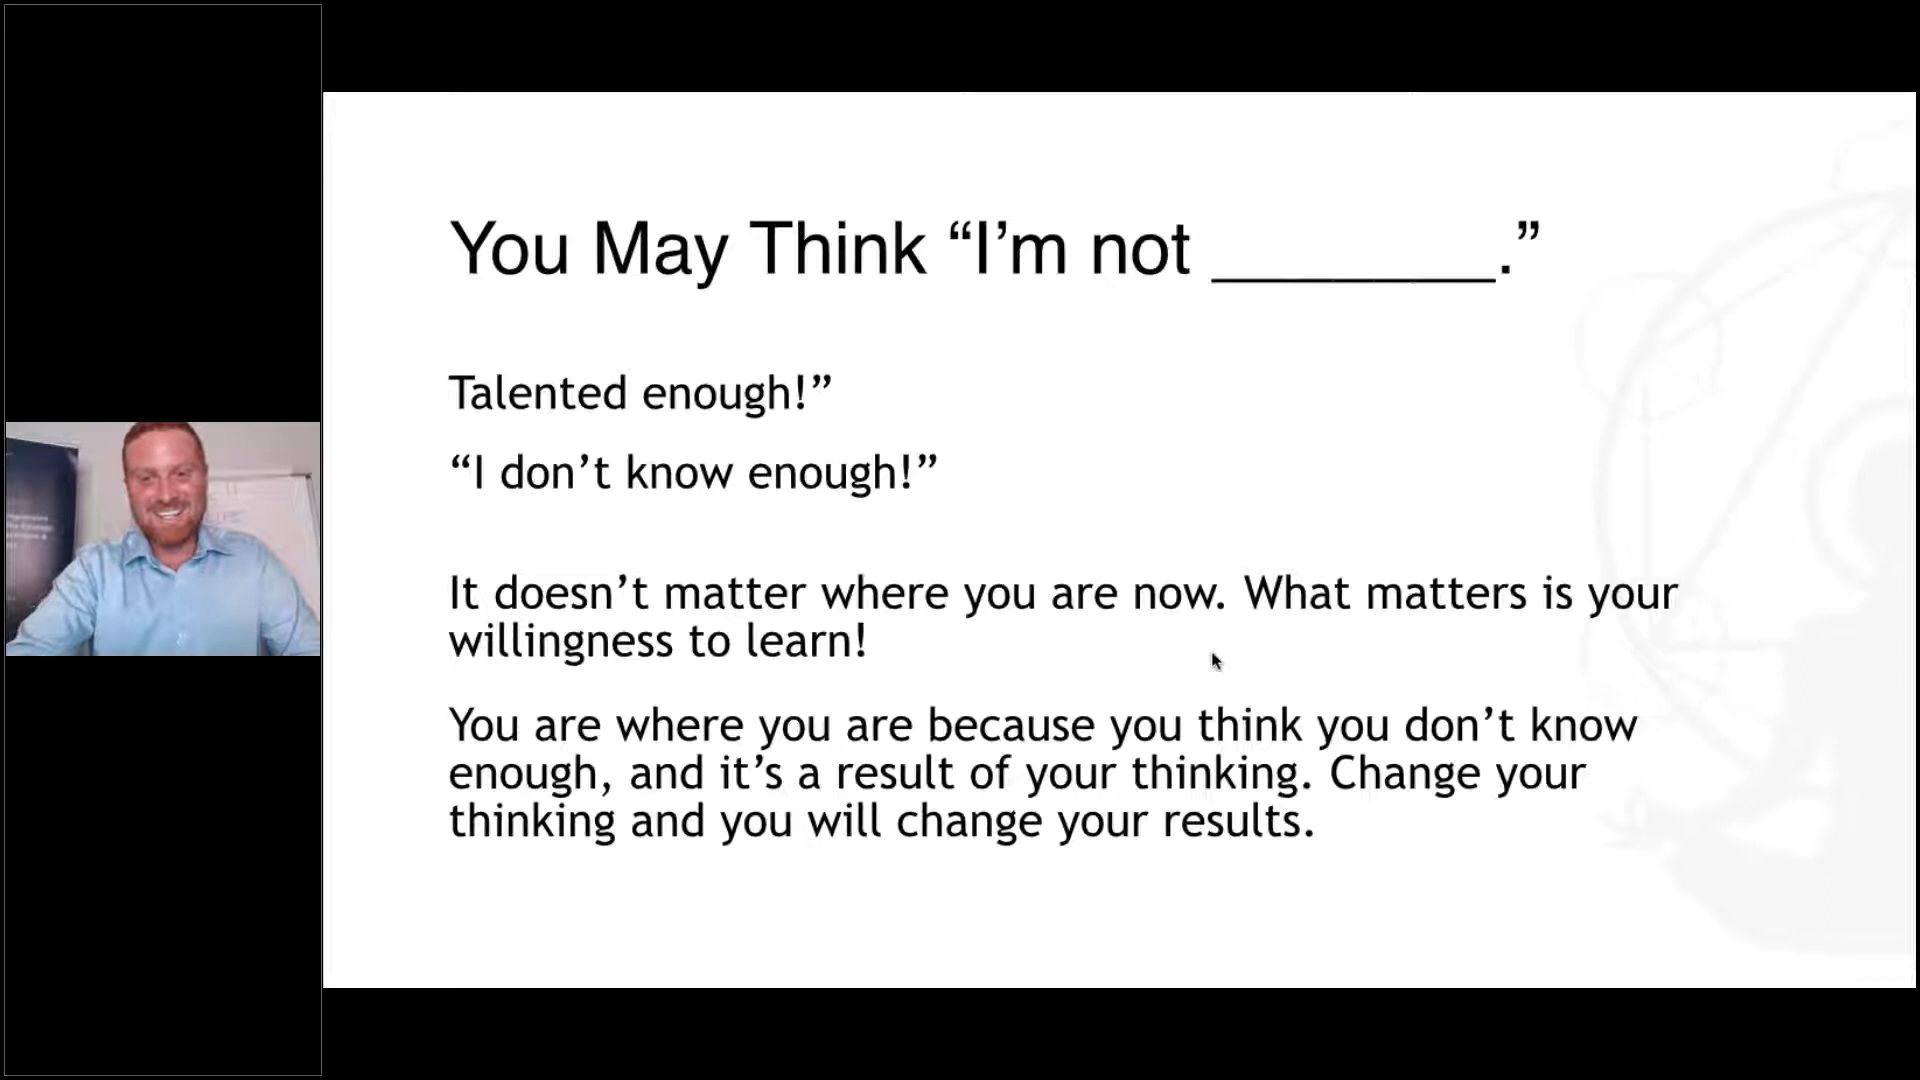 You May Think “I’m not ________.”
Talented enough!”
“I don’t know enough!”
It doesn’t matter where you are now. What matters is your
willingness to learn!
You are where you are because you think you don’t know
enough, and it’s a result of your thinking. Change your
thinking and you will change your results.